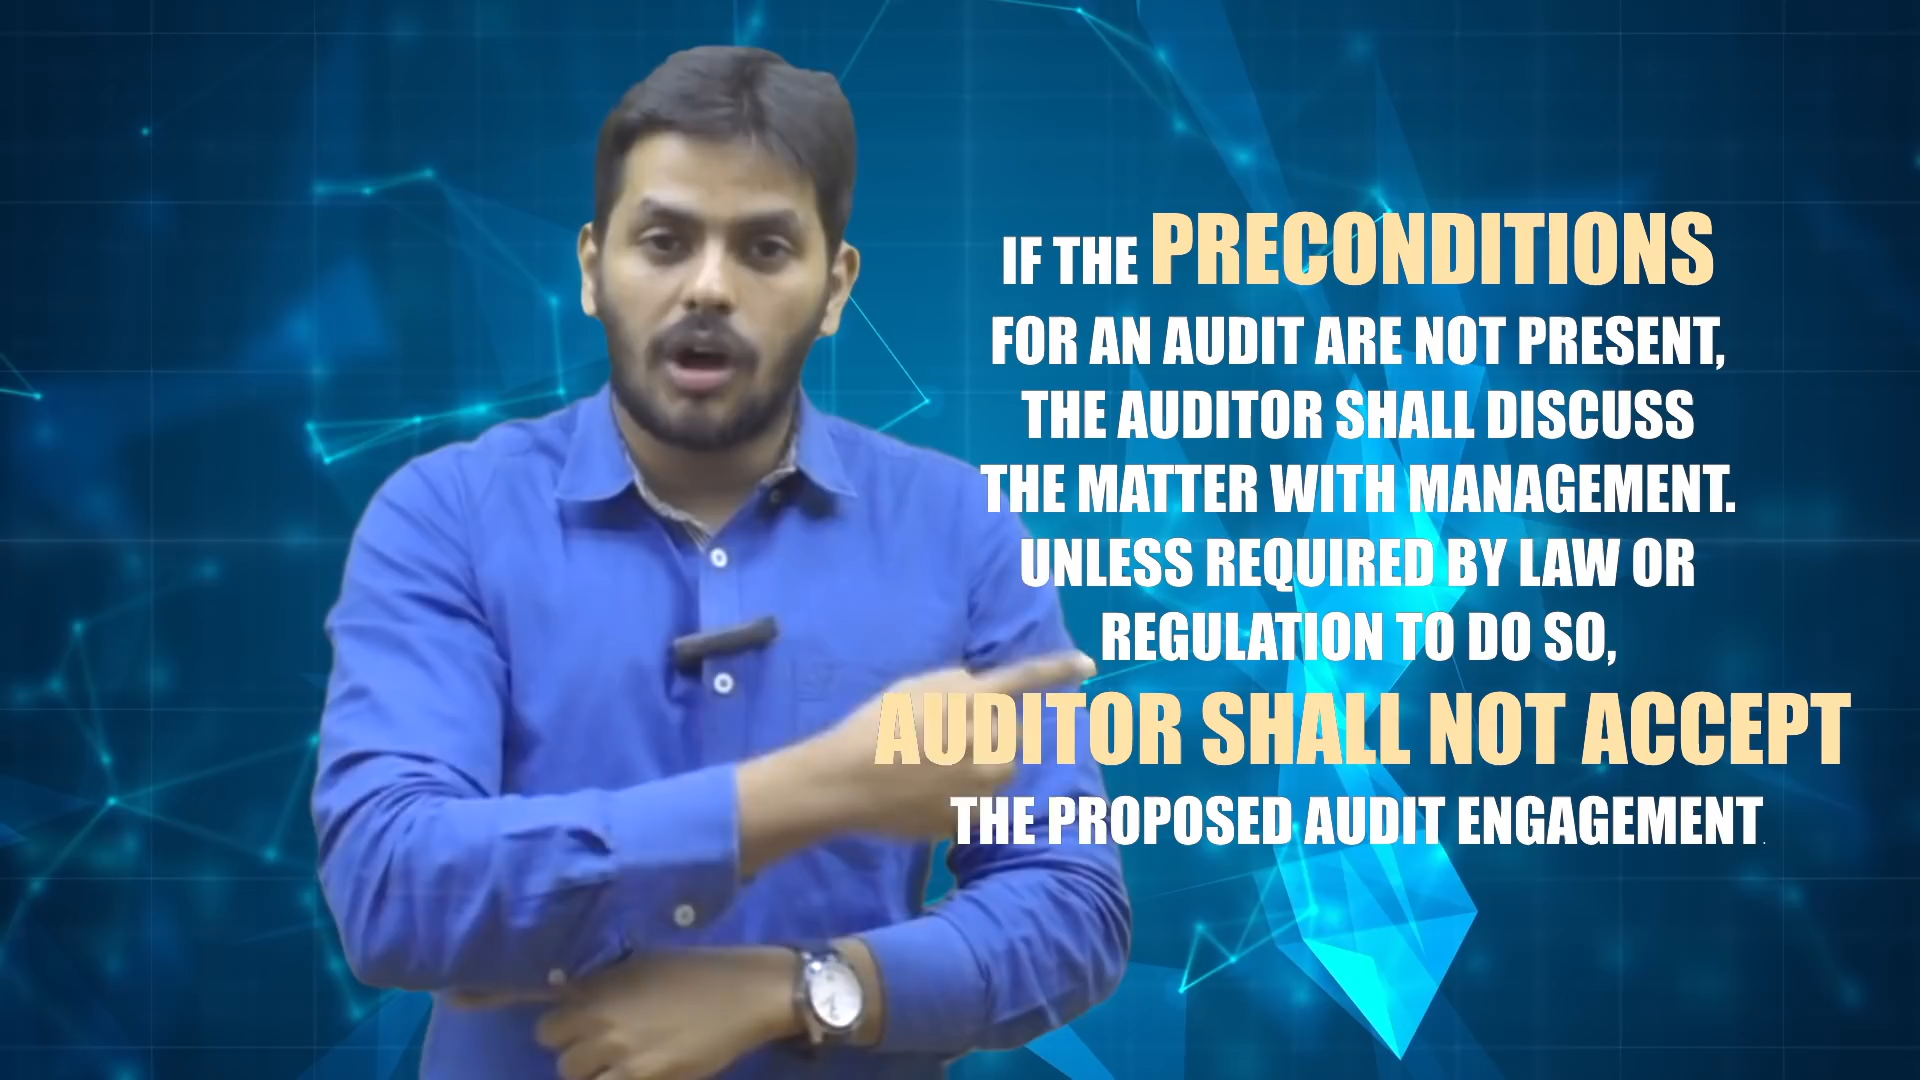 IF THE PRECONDITIONS
FOR AN AUDIT ARE NOT PRESENT,
THE AUDITOR SHALL DISCUSS
THE MATTER WITH MANAGEMENT.
UNLESS REQUIRED BY LAW OR
REGULATION TO DO SO,
AUDITOR SHALL NOT ACCEPT
THE PROPOSED AUDIT ENGAGEMENT.